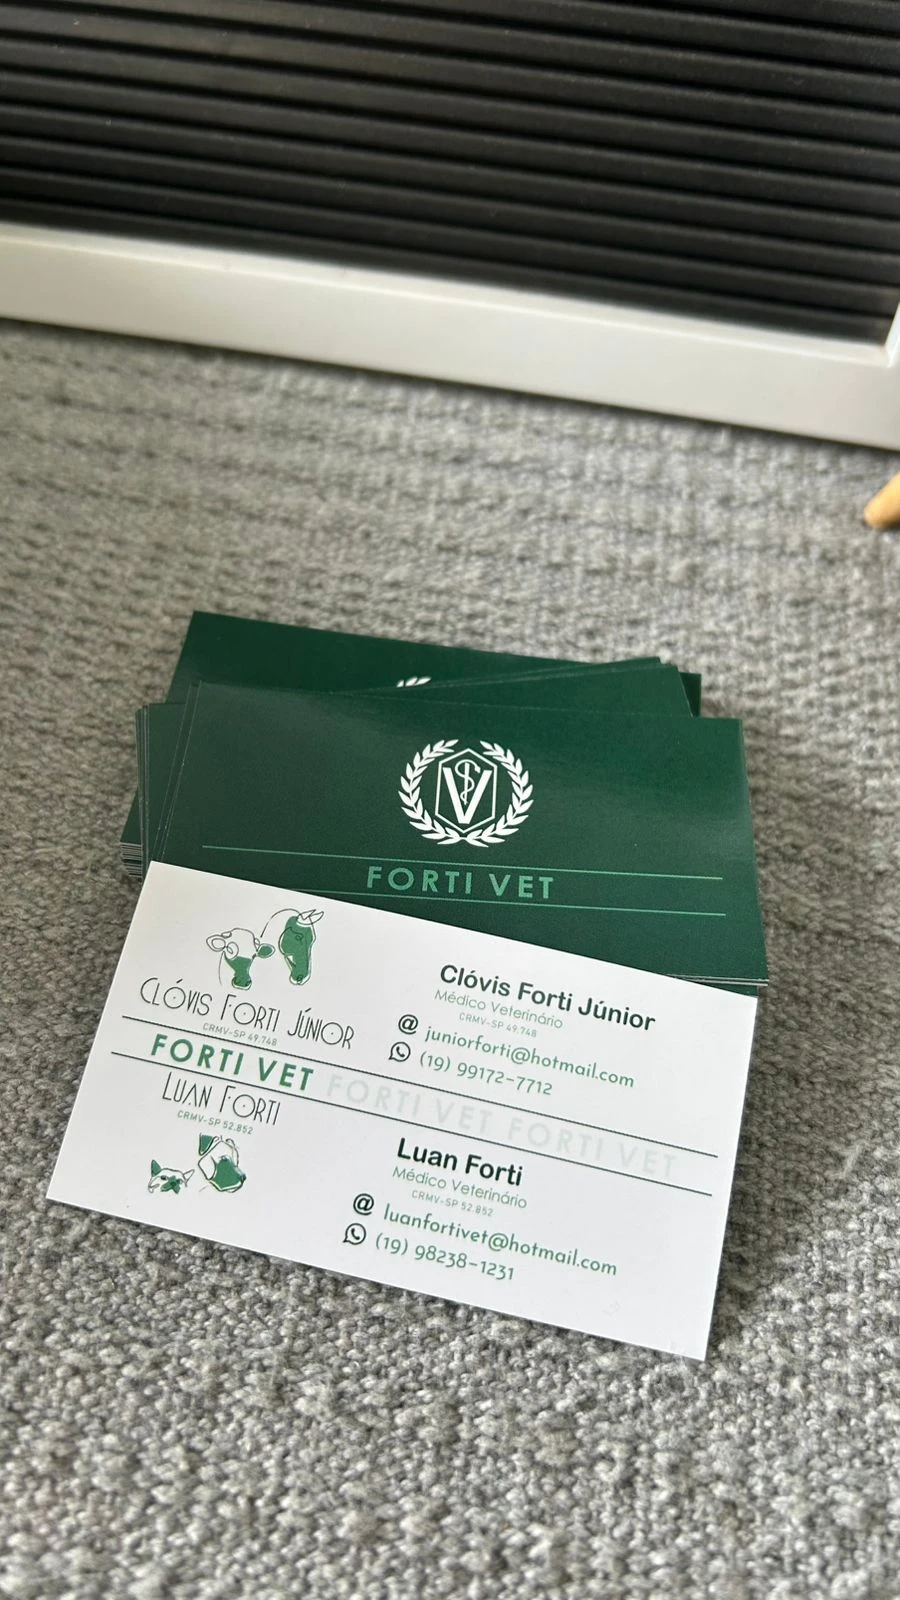 V
FORTI VET
CLÓVIS FORTI JÚNIOR
CRMV-SP 49.748
Clóvis Forti Júnior
Médico Veterinário
CRMV-SP 49.748
@ juniorforti@hotmail.com
(19) 99172-7712
FORTI VET FORTI VET FORTI VET
LUAN FORTI
CRMV-SP 52.852
Luan Forti
Médico Veterinário
CRMV-SP 52.852
@ luanfortivet@hotmail.com
(19) 98238-1231